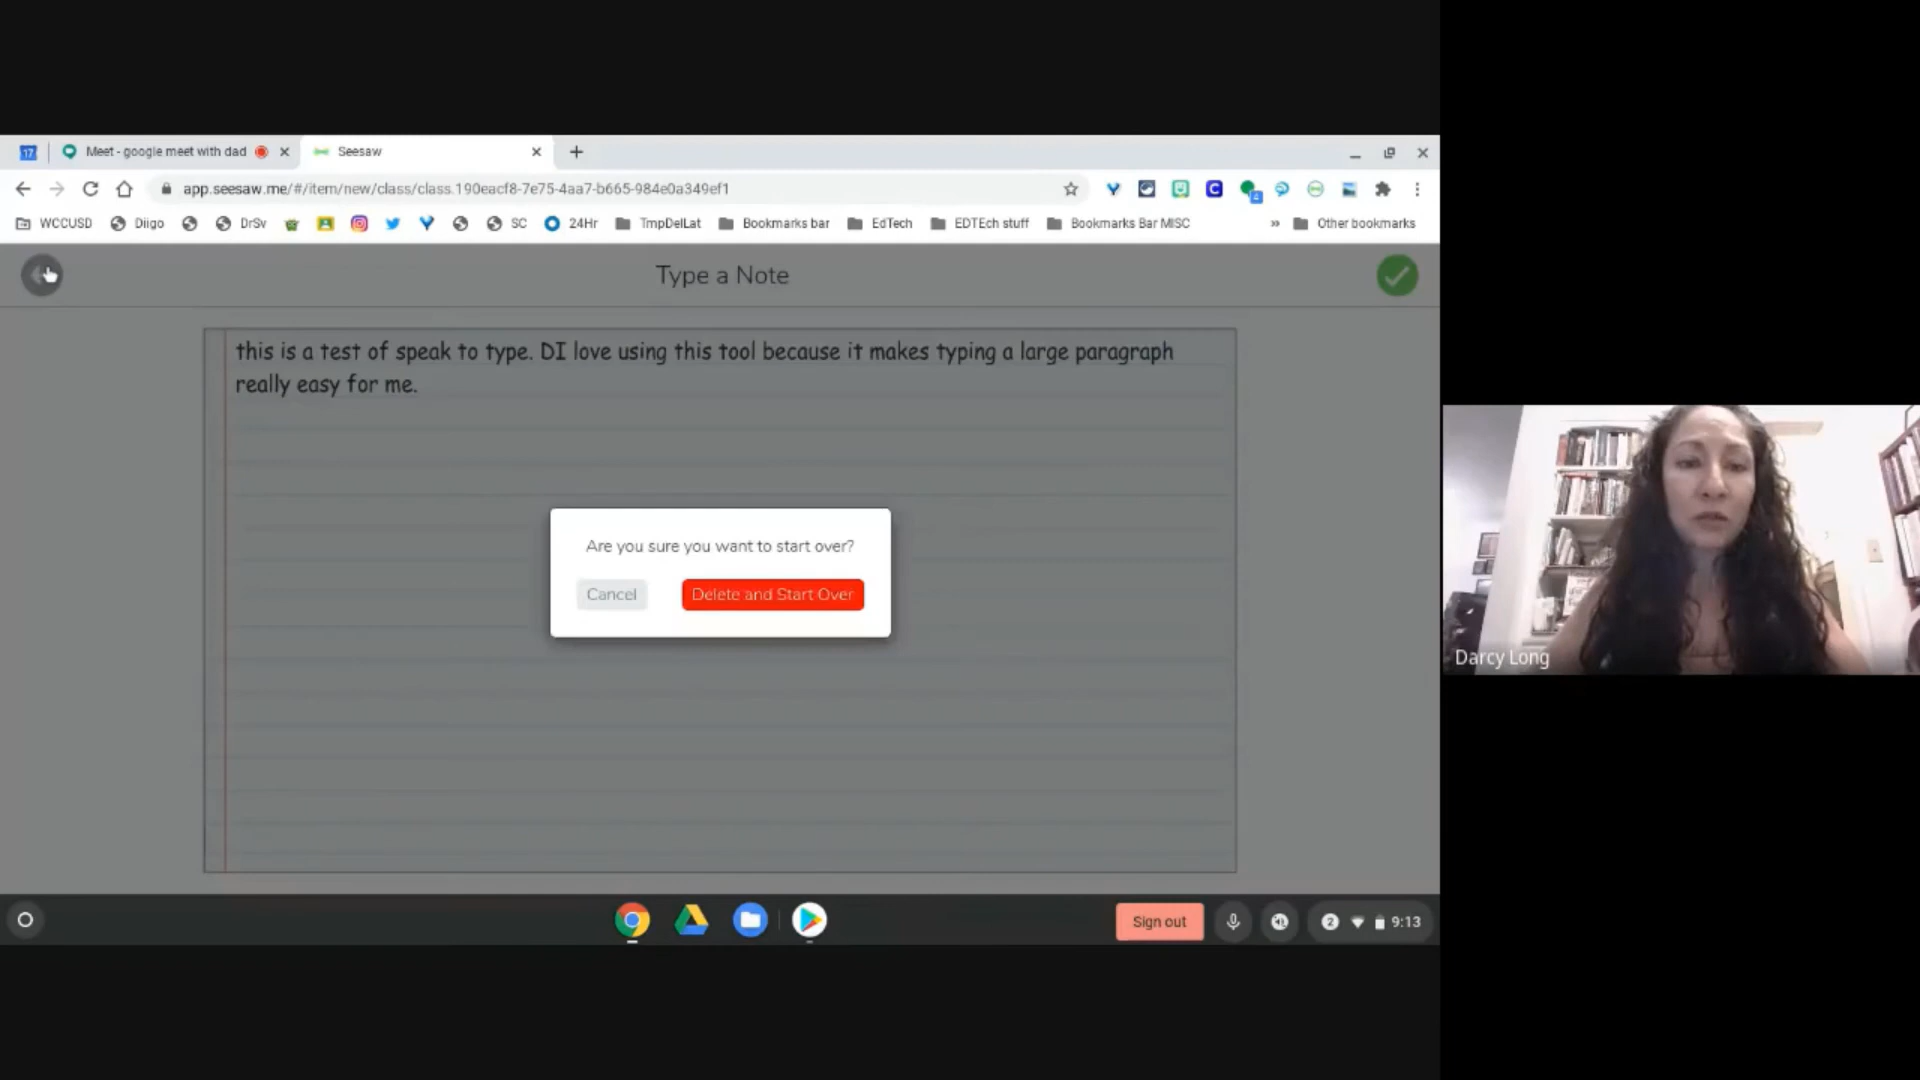 17
Meet - google meet with dad
Seesaw
app.seesaw.me/#/item/new/class/class.190eacf8-7e75-4aa7-b665-984e0a349ef1
WCCUSD
Diigo
DrSv
SC
24Hr
TmpDelLat
Bookmarks bar
EdTech
EDTEch stuff
Bookmarks Bar MISC
»
Other bookmarks
Type a Note
this is a test of speak to type. DI love using this tool because it makes typing a large paragraph
really easy for me.
Are you sure you want to start over?
Cancel
Delete and Start Over
Darcy Long
Sign out
2
9:13